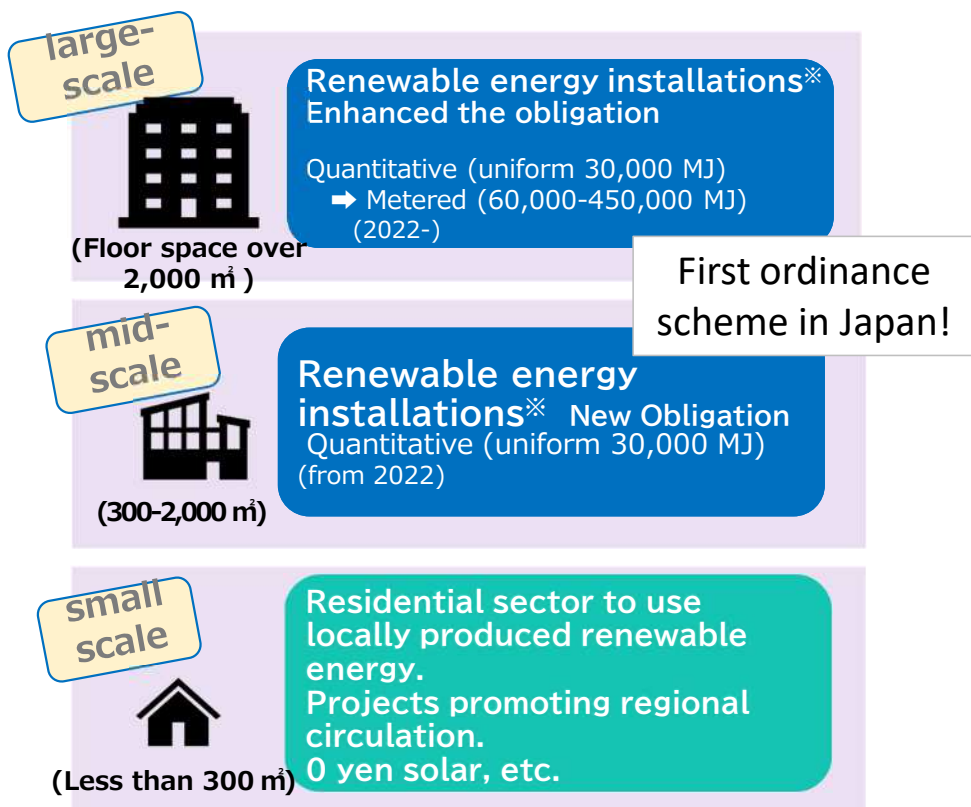 large-
scale
(Floor space over
2,000 ㎡ )
Renewable energy installations※
Enhanced the obligation
Quantitative (uniform 30,000 MJ)
➡ Metered (60,000-450,000 MJ)
(2022-)
First ordinance
scheme in Japan!
mid-
scale
(300-2,000 ㎡)
Renewable energy
installations※ New Obligation
Quantitative (uniform 30,000 MJ)
(from 2022)
small
scale
(Less than 300 ㎡)
Residential sector to use
locally produced renewable
energy.
Projects promoting regional
circulation.
0 yen solar, etc.